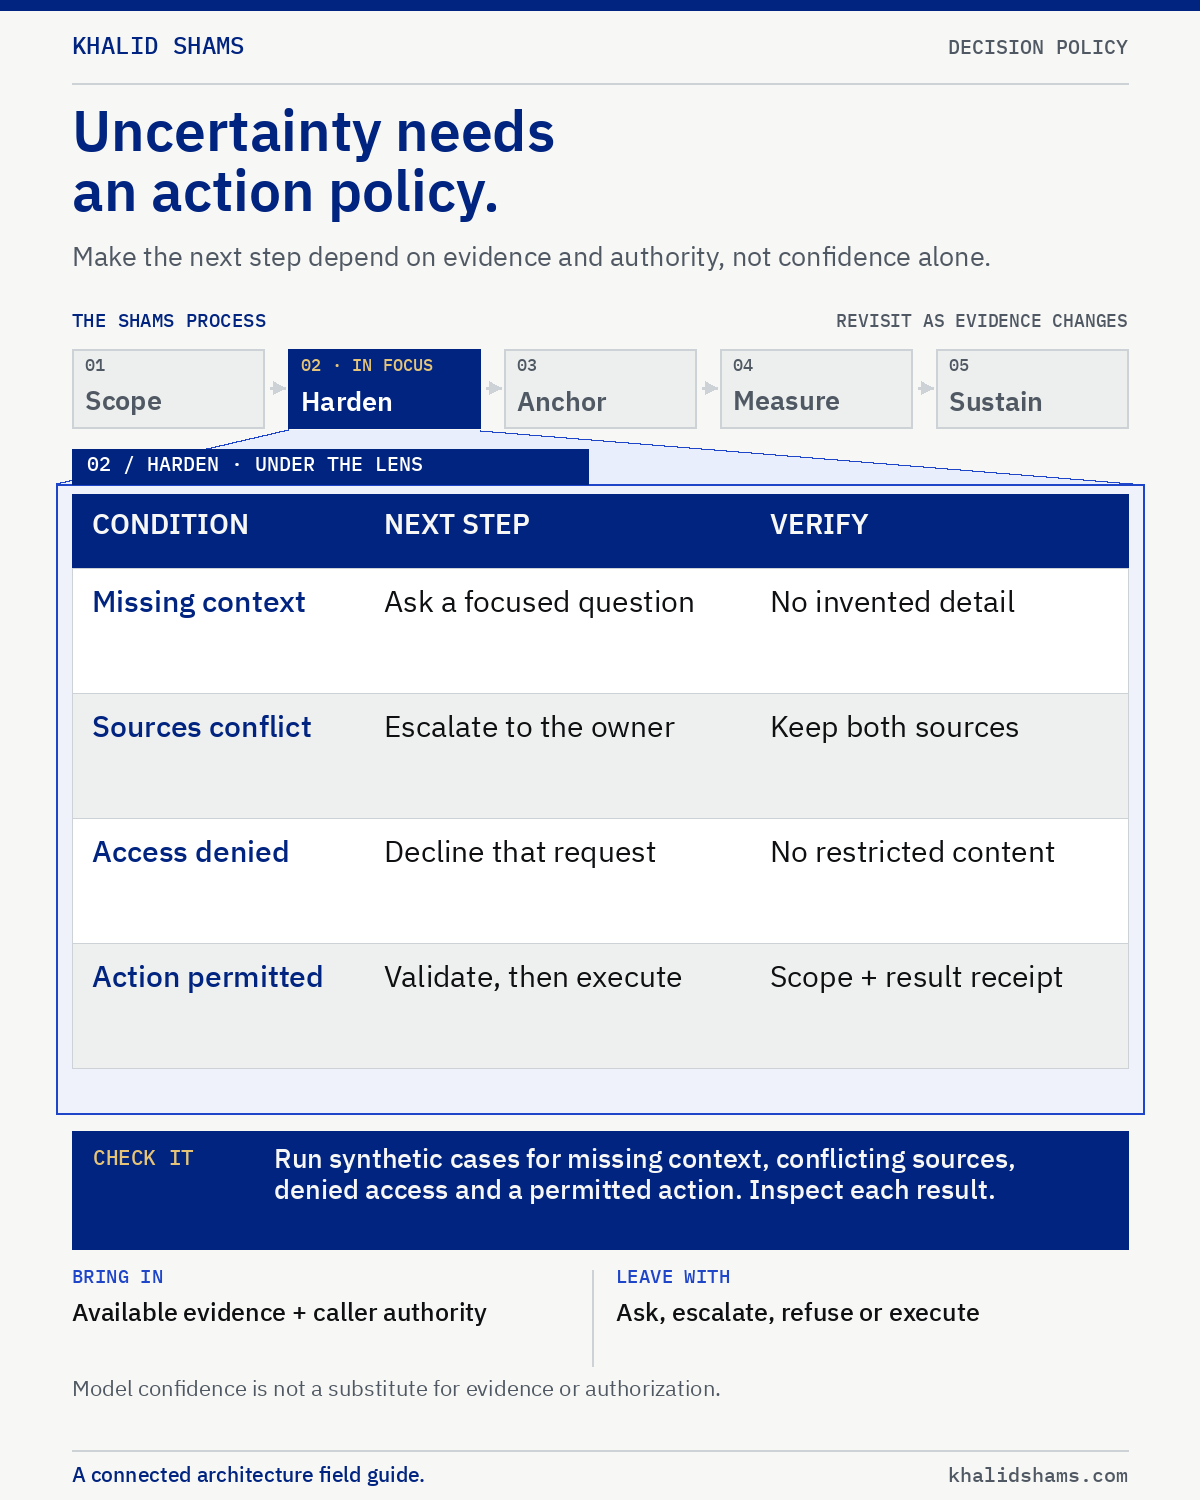 KHALID SHAMS
DECISION POLICY
Uncertainty needs
an action policy.
Make the next step depend on evidence and authority, not confidence alone.
THE SHAMS PROCESS
REVISIT AS EVIDENCE CHANGES
01
Scope
02 · IN FOCUS
Harden
03
Anchor
04
Measure
05
Sustain
02 / HARDEN · UNDER THE LENS
CONDITION NEXT STEP VERIFY
Missing context Ask a focused question No invented detail
Sources conflict Escalate to the owner Keep both sources
Access denied Decline that request No restricted content
Action permitted Validate, then execute Scope + result receipt
CHECK IT
Run synthetic cases for missing context, conflicting sources,
denied access and a permitted action. Inspect each result.
BRING IN
Available evidence + caller authority
LEAVE WITH
Ask, escalate, refuse or execute
Model confidence is not a substitute for evidence or authorization.
A connected architecture field guide.
khalidshams.com